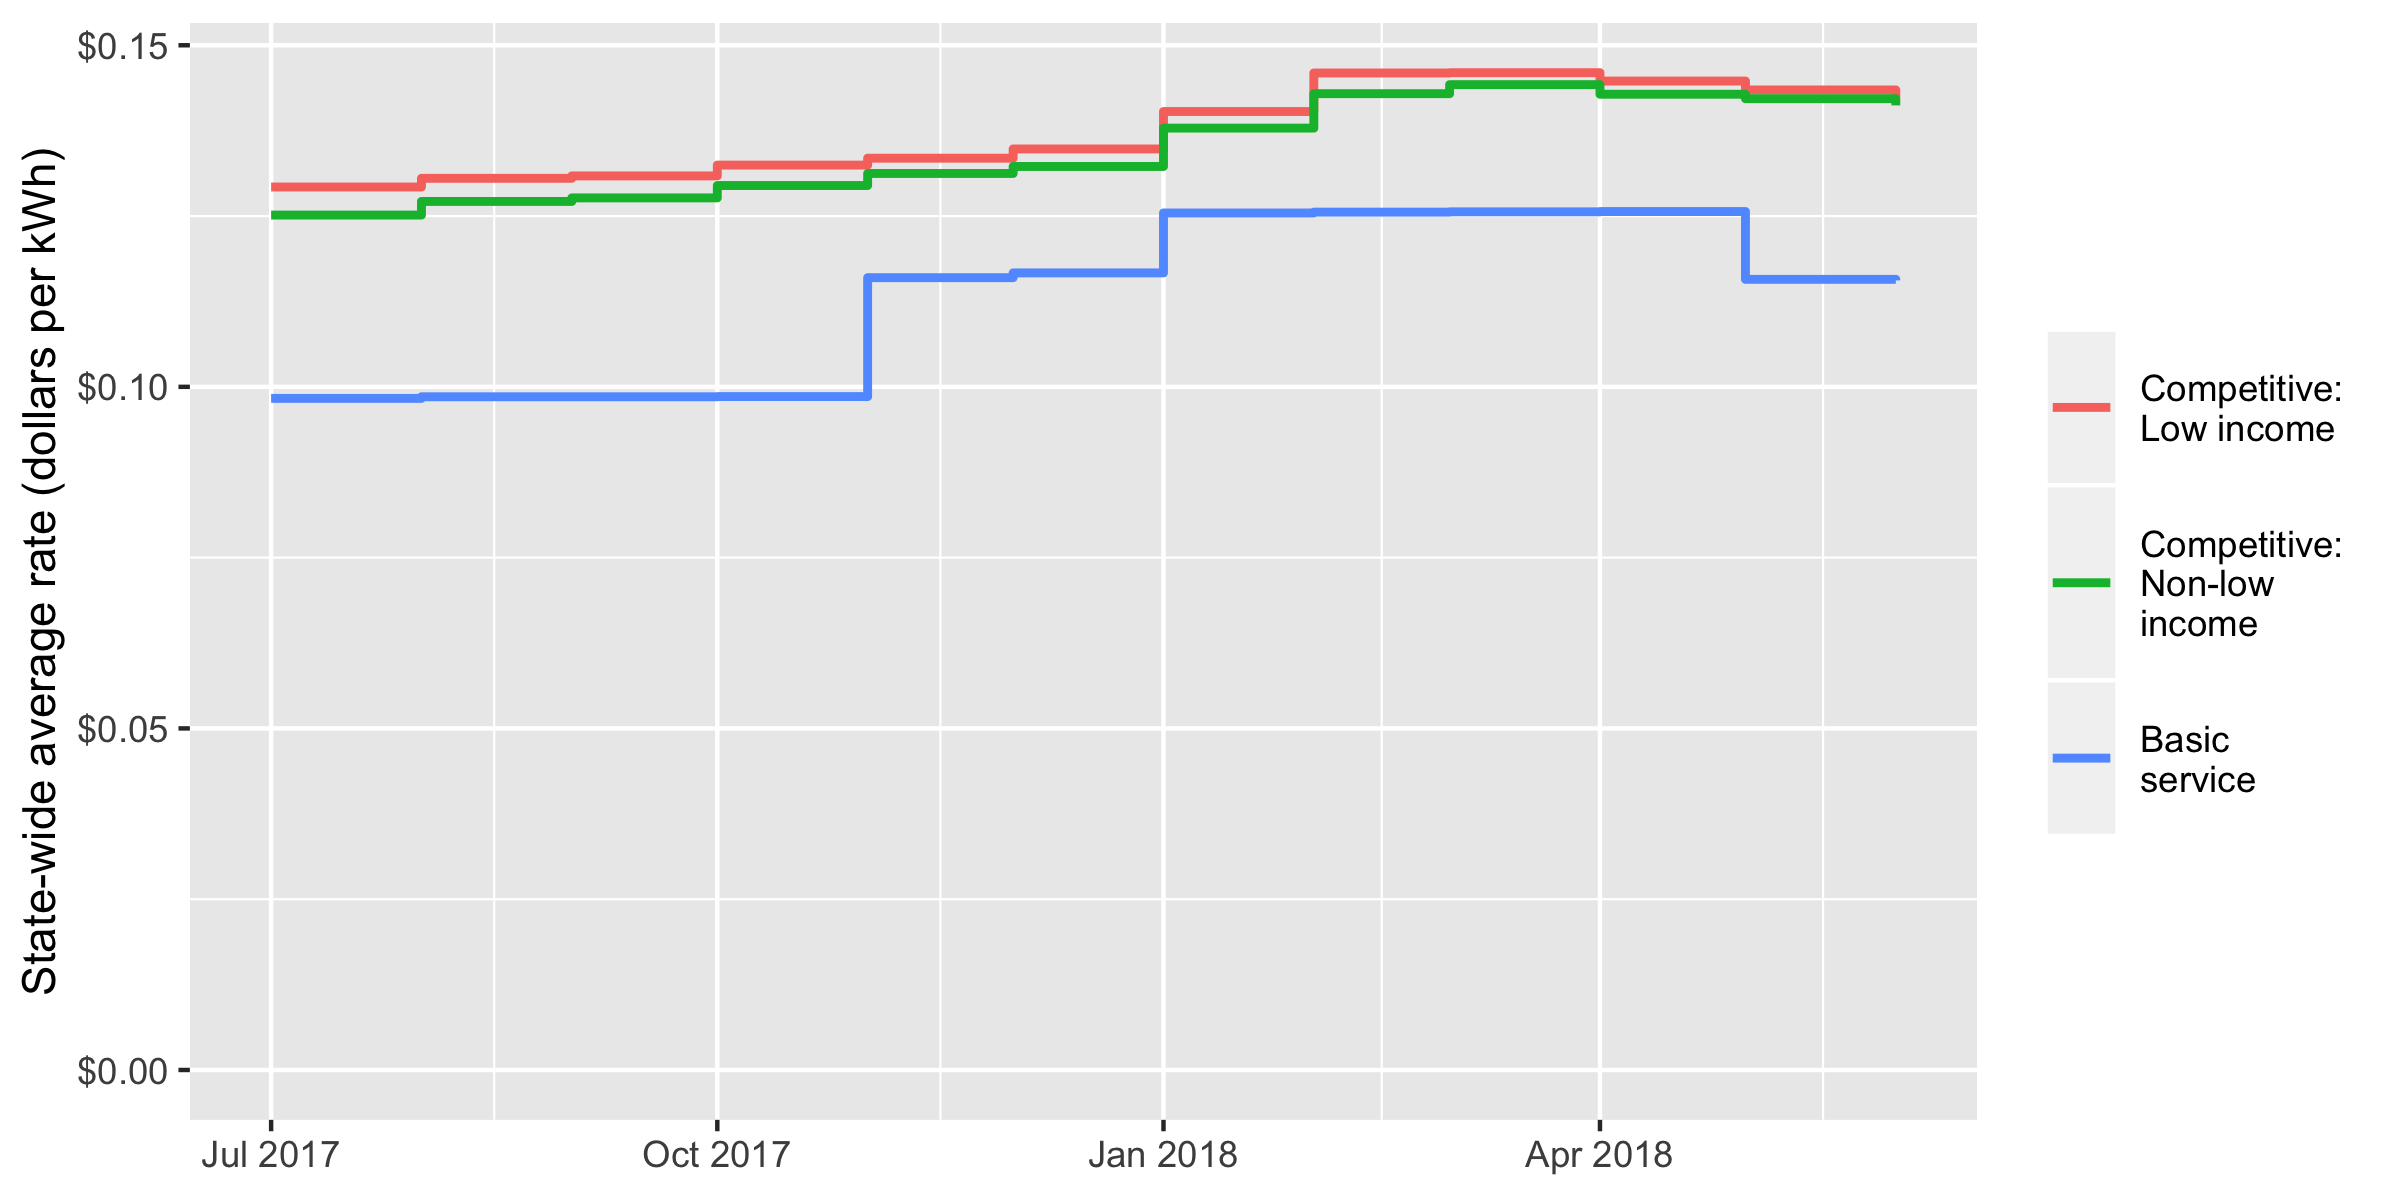 State-wide average rate (dollars per kWh)
$0.15
$0.10
$0.05
$0.00
Jul 2017
Oct 2017
Jan 2018
Apr 2018
Competitive:
Low income
Competitive:
Non-low
income
Basic
service